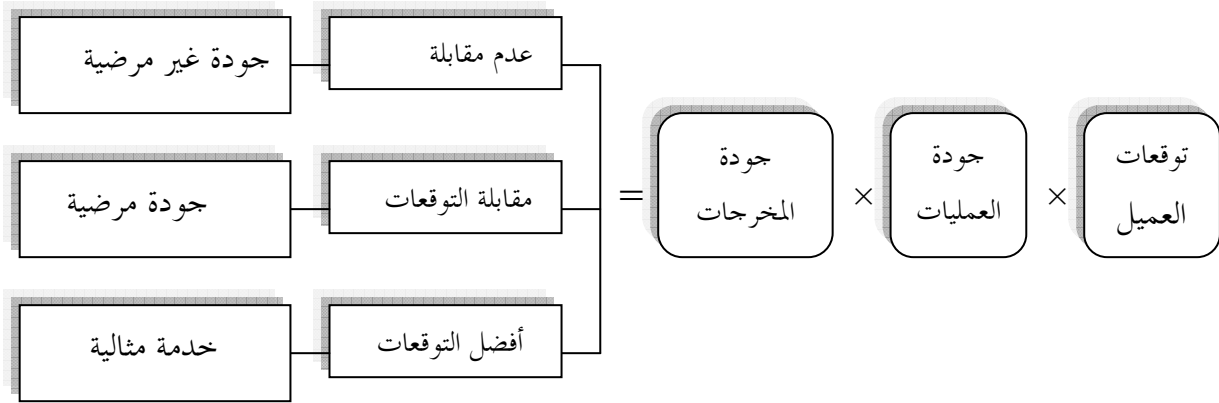 توقعات
العميل
×
جودة
العمليات
×
جودة
المخرجات
=
عدم مقابلة
جودة غير مرضية
مقابلة التوقعات
جودة مرضية
أفضل التوقعات
خدمة مثالية